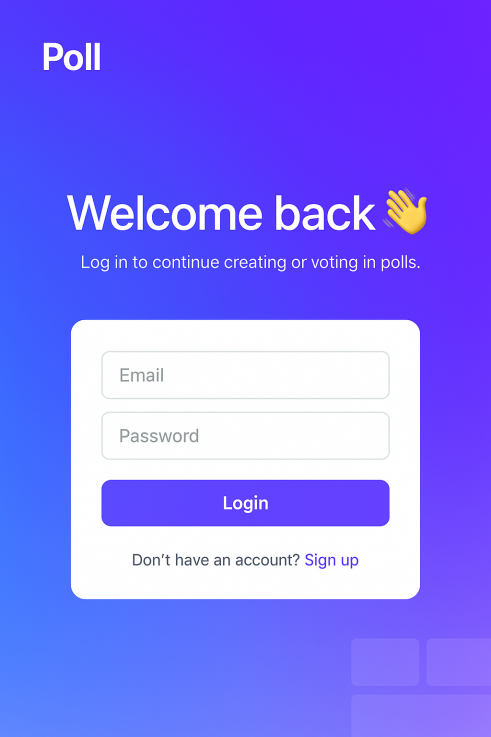 Poll
Welcome back 👋
Log in to continue creating or voting in polls.
Email
Password
Login
Don't have an account? Sign up